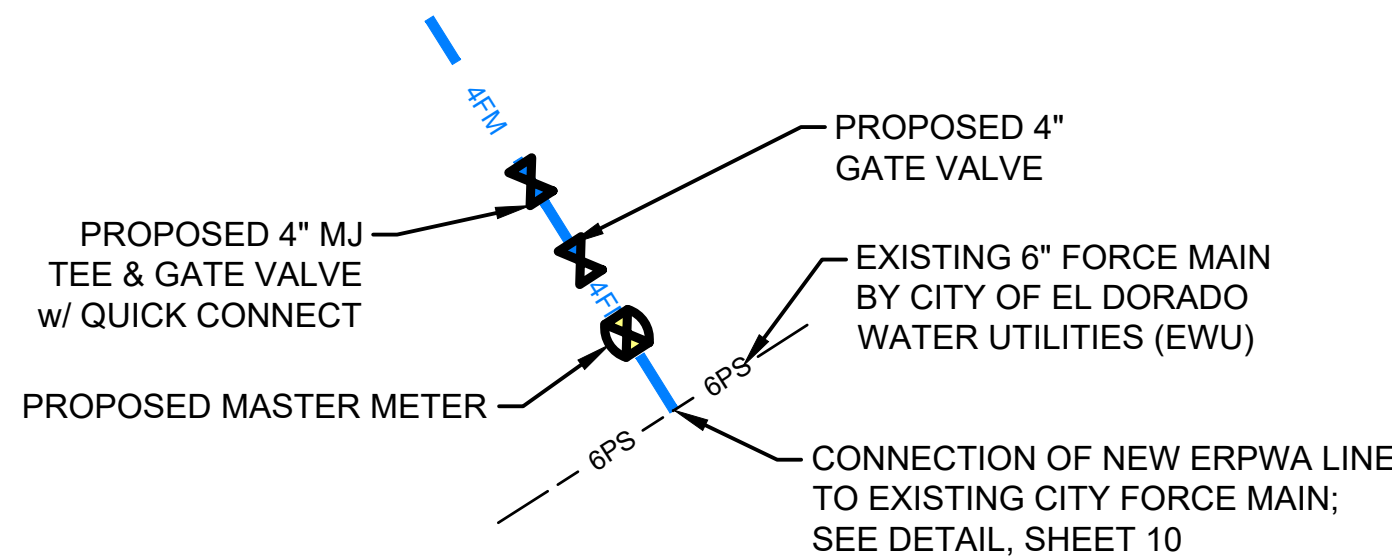 4FM
PROPOSED 4"
GATE VALVE
PROPOSED 4" MJ
TEE & GATE VALVE
w/ QUICK CONNECT
EXISTING 6" FORCE MAIN
BY CITY OF EL DORADO
WATER UTILITIES (EWU)
PROPOSED MASTER METER
6PS
6PS
CONNECTION OF NEW ERPWA LINE
TO EXISTING CITY FORCE MAIN;
SEE DETAIL, SHEET 10